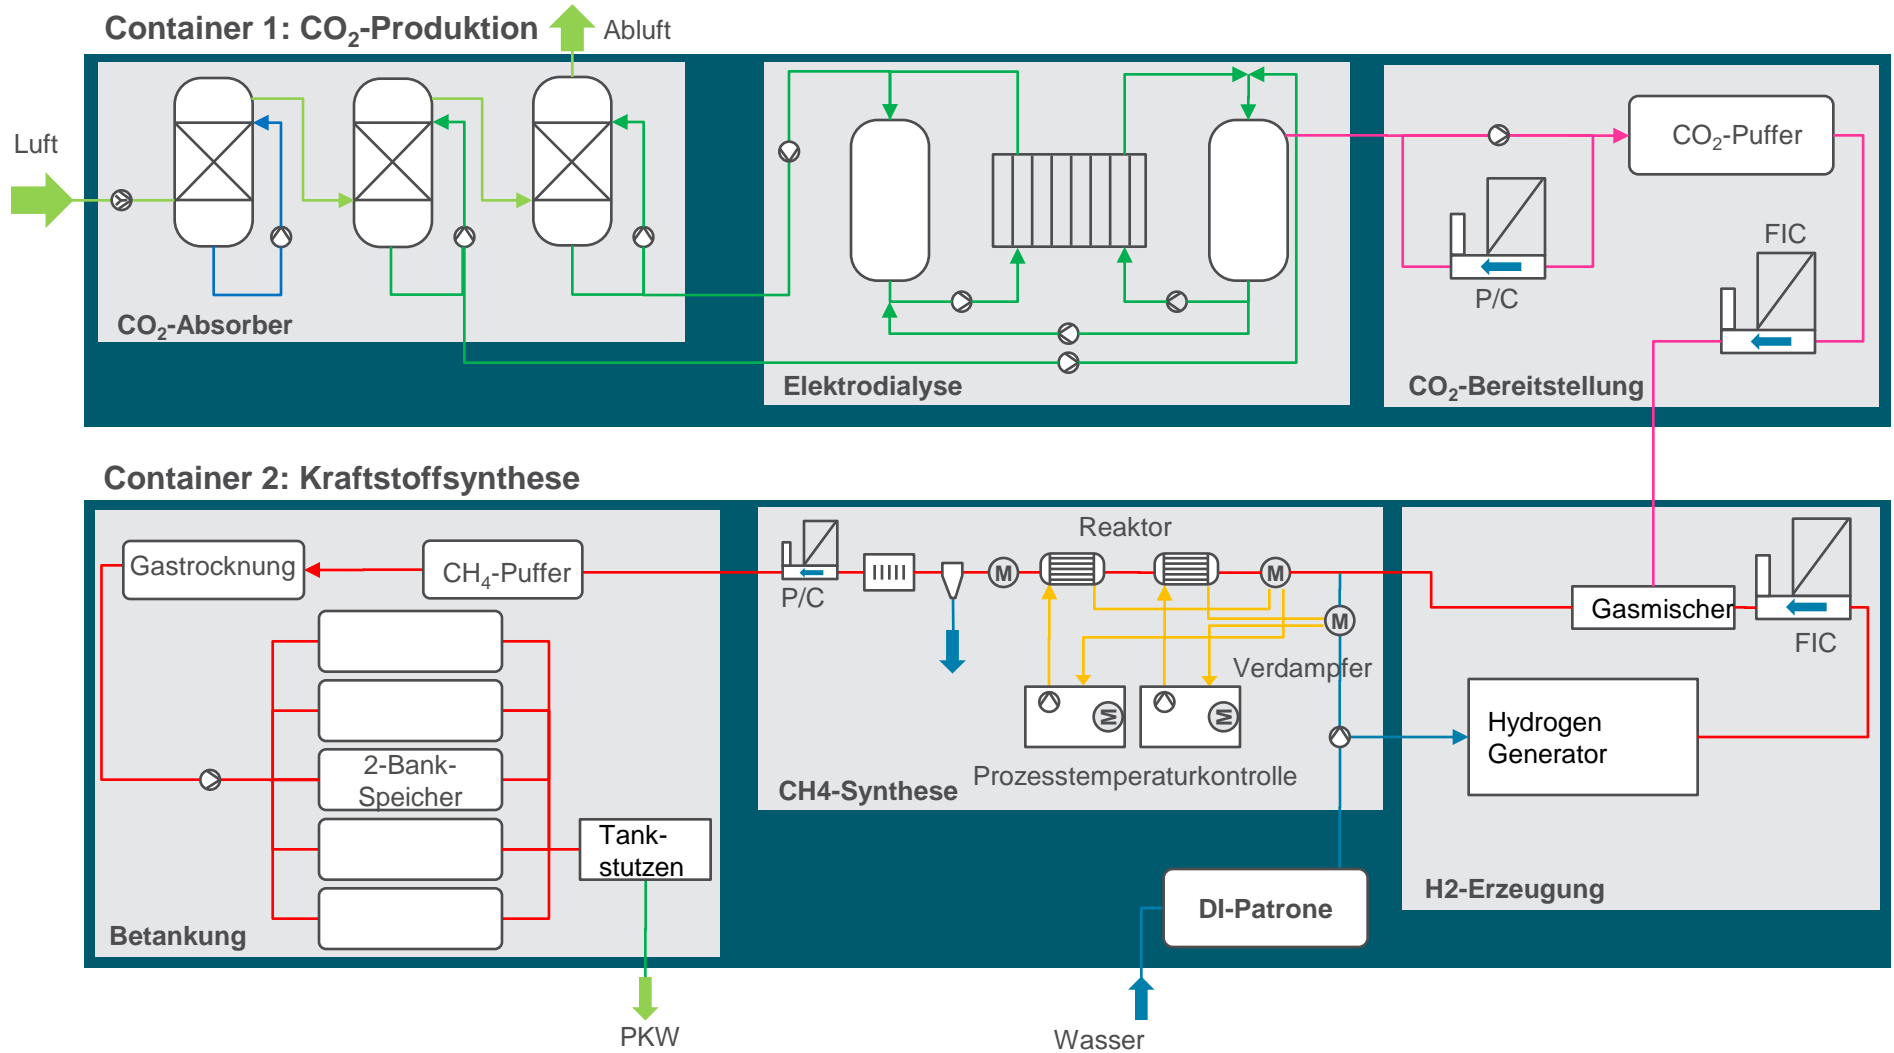 Container 1: CO₂-Produktion
Abluft
Luft
CO₂-Absorber
Elektrodialyse
CO₂-Puffer
P/C
FIC
CO₂-Bereitstellung
Container 2: Kraftstoffsynthese
Gastrocknung
CH₄-Puffer
2-Bank-
Speicher
Tank-
stutzen
Betankung
PKW
P/C
Reaktor
M
M
M
Verdampfer
M
M
Prozesstemperaturkontrolle
CH4-Synthese
DI-Patrone
Wasser
Gasmischer
FIC
Hydrogen
Generator
H2-Erzeugung